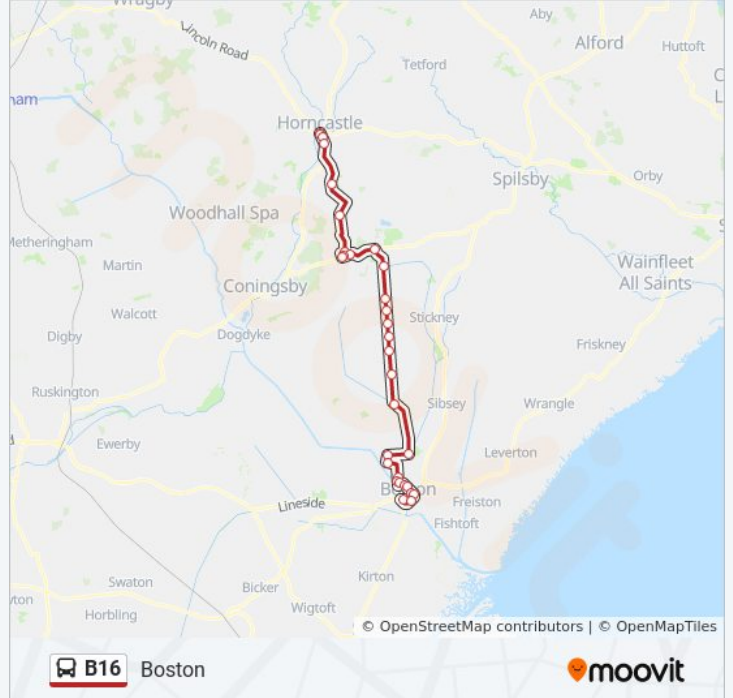 Wragby
Aby
Lincoln Road
Alford
Huttoft
Tetford
ham
Horncastle
Spilsby
Orby
Woodhall Spa
Metheringham
Martin
Wainfleet
All Saints
Coningsby
Walcott
Stickney
Digby
Dogdyke
Friskney
Ruskington
Sibsey
Wrangle
Ewerby
Leverton
Boston
Lineside
Freiston
Fishtoft
Kirton
Swaton
Bicker
Wigtoft
Horbling
© OpenStreetMap contributors | © OpenMapTiles
B16 Boston
moovit